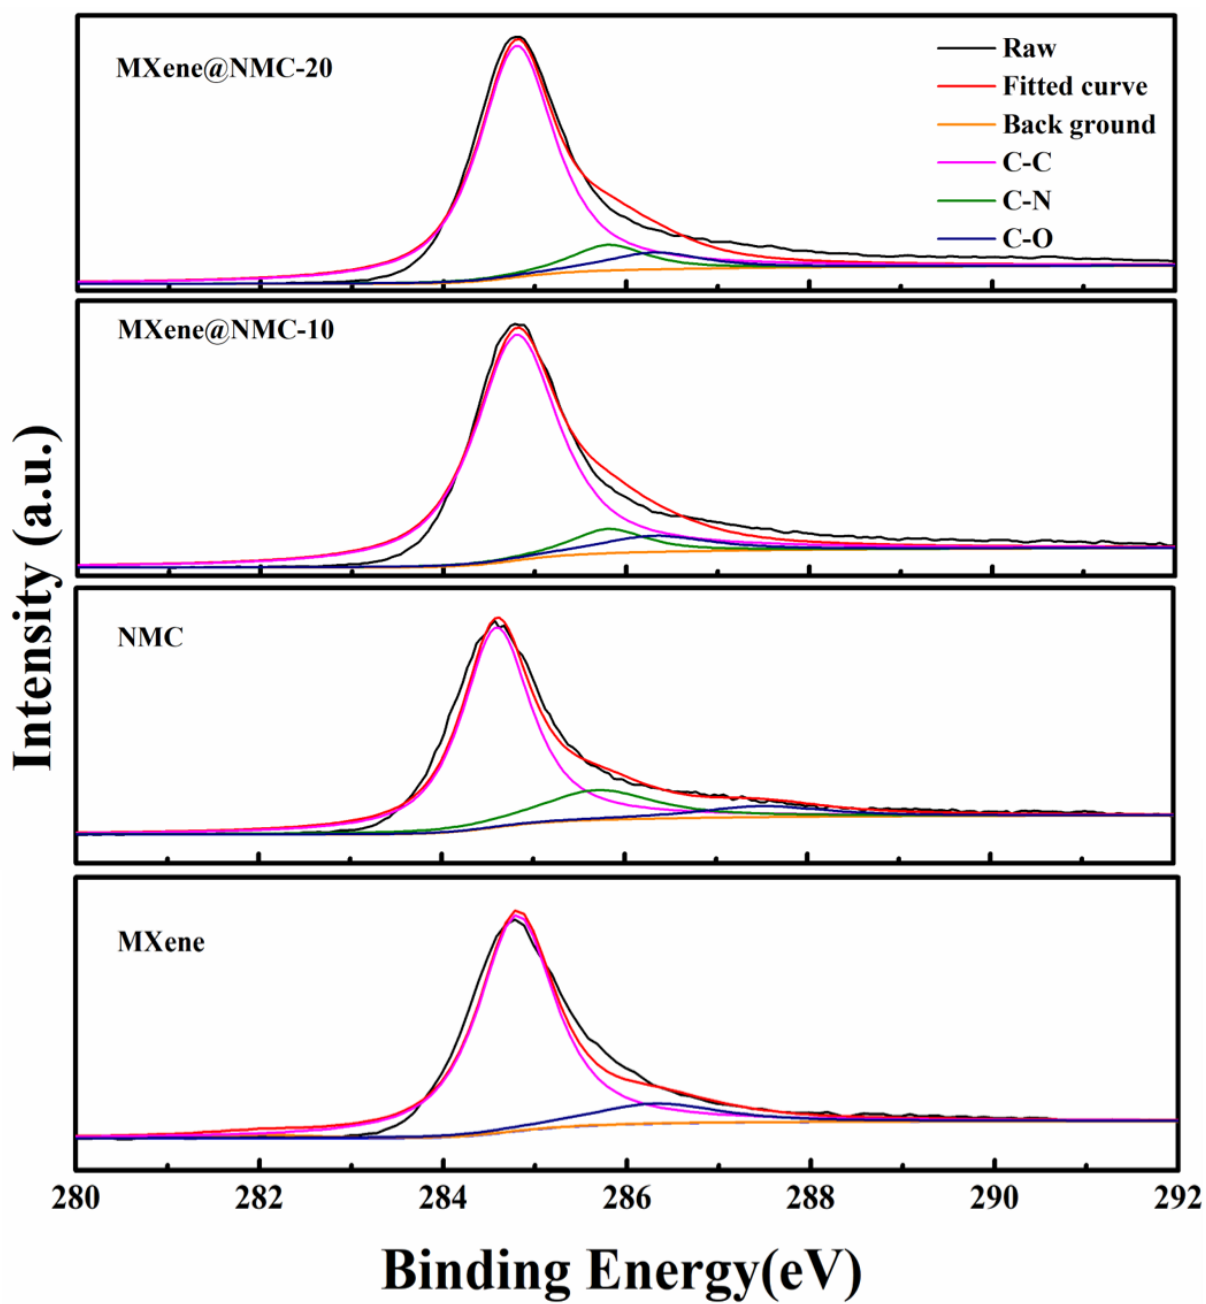 MXene@NMC-20
Raw
Fitted curve
Back ground
C-C
C-N
C-O
MXene@NMC-10
NMC
MXene
Intensity (a.u.)
280 282 284 286 288 290 292
Binding Energy(eV)